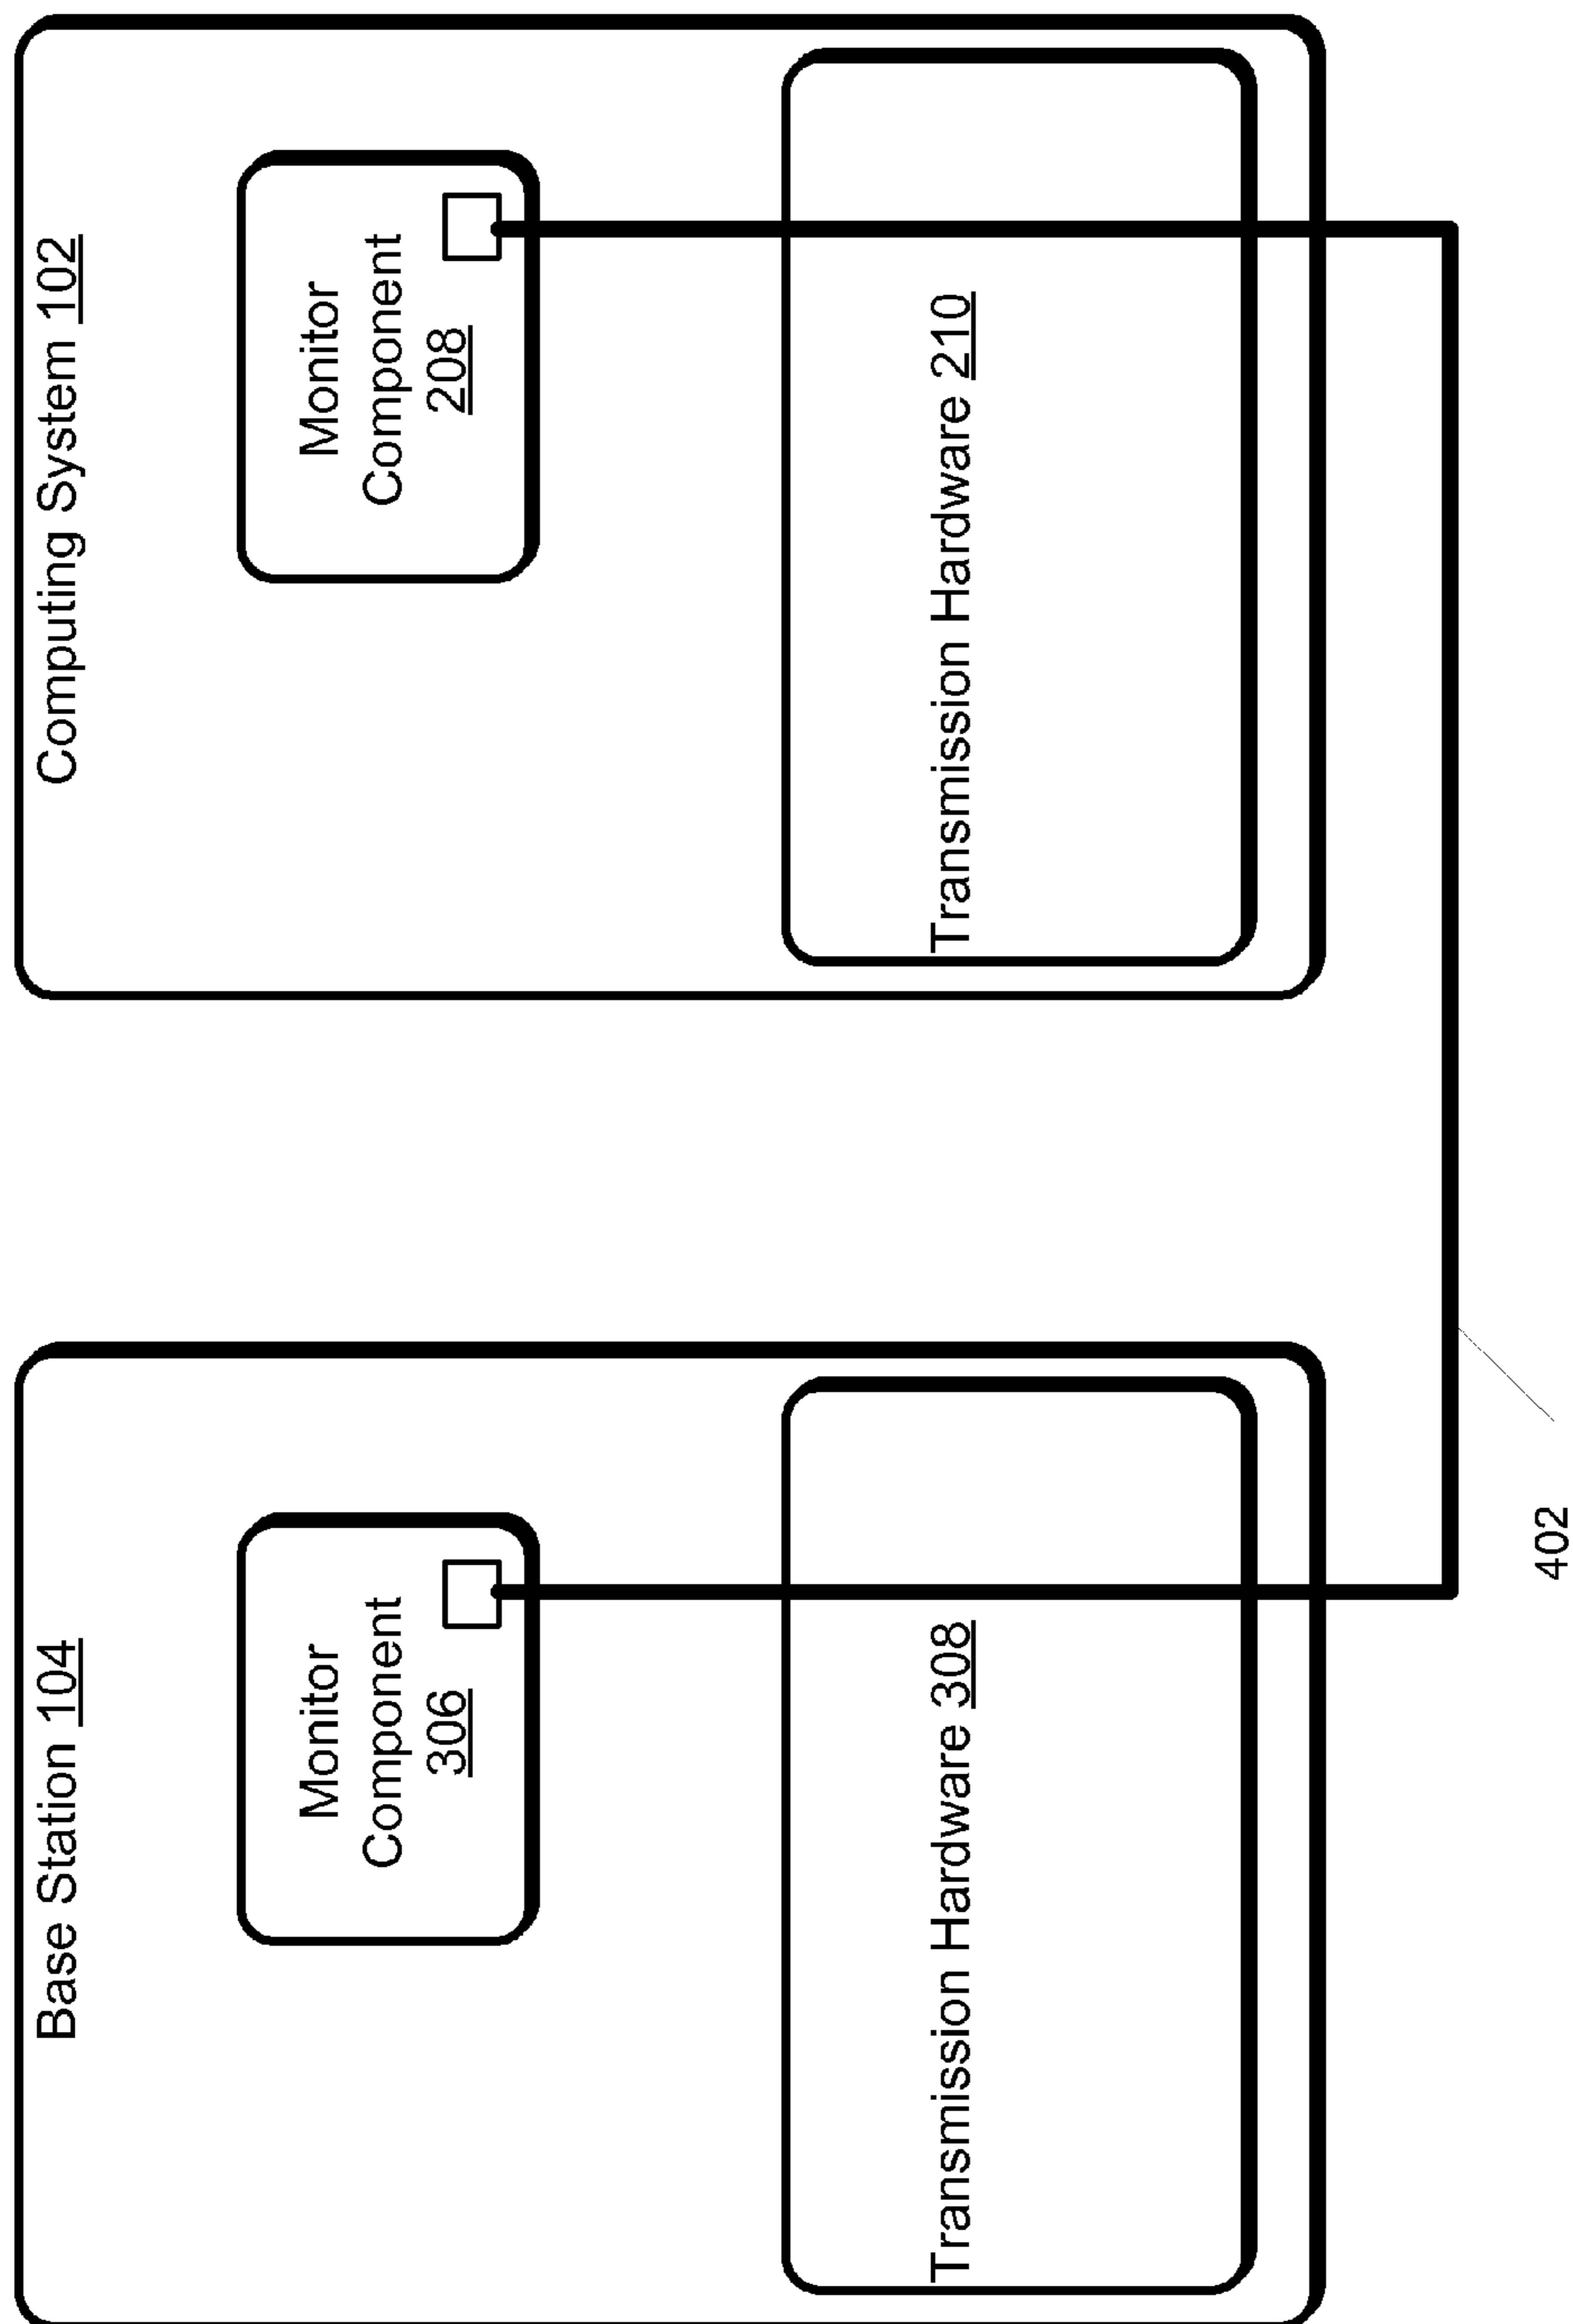 Base Station 104
Monitor
Component
306
Transmission Hardware 308
Computing System 102
Monitor
Component
208
Transmission Hardware 210
402